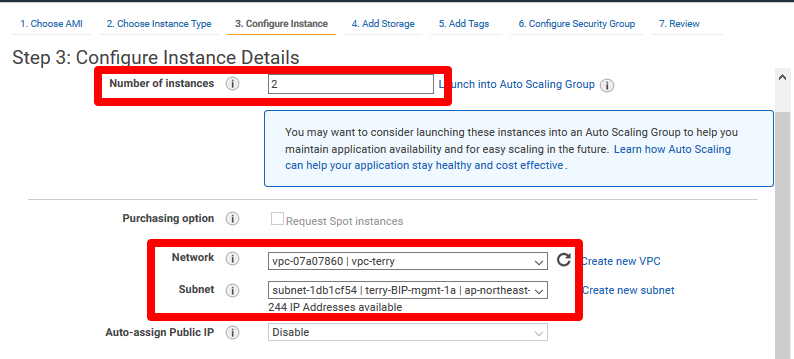 1. Choose AMI 2. Choose Instance Type 3. Configure Instance 4. Add Storage 5. Add Tags 6. Configure Security Group 7. Review
Step 3: Configure Instance Details
Number of instances 2 Launch into Auto Scaling Group
You may want to consider launching these instances into an Auto Scaling Group to help you
maintain application availability and for easy scaling in the future. Learn how Auto Scaling
can help your application stay healthy and cost effective.
Purchasing option Request Spot instances
Network vpc-07a07860 | vpc-terry Create new VPC
Subnet subnet-1db1cf54 | terry-BIP-mgmt-1a | ap-northeast- Create new subnet
244 IP Addresses available
Auto-assign Public IP Disable